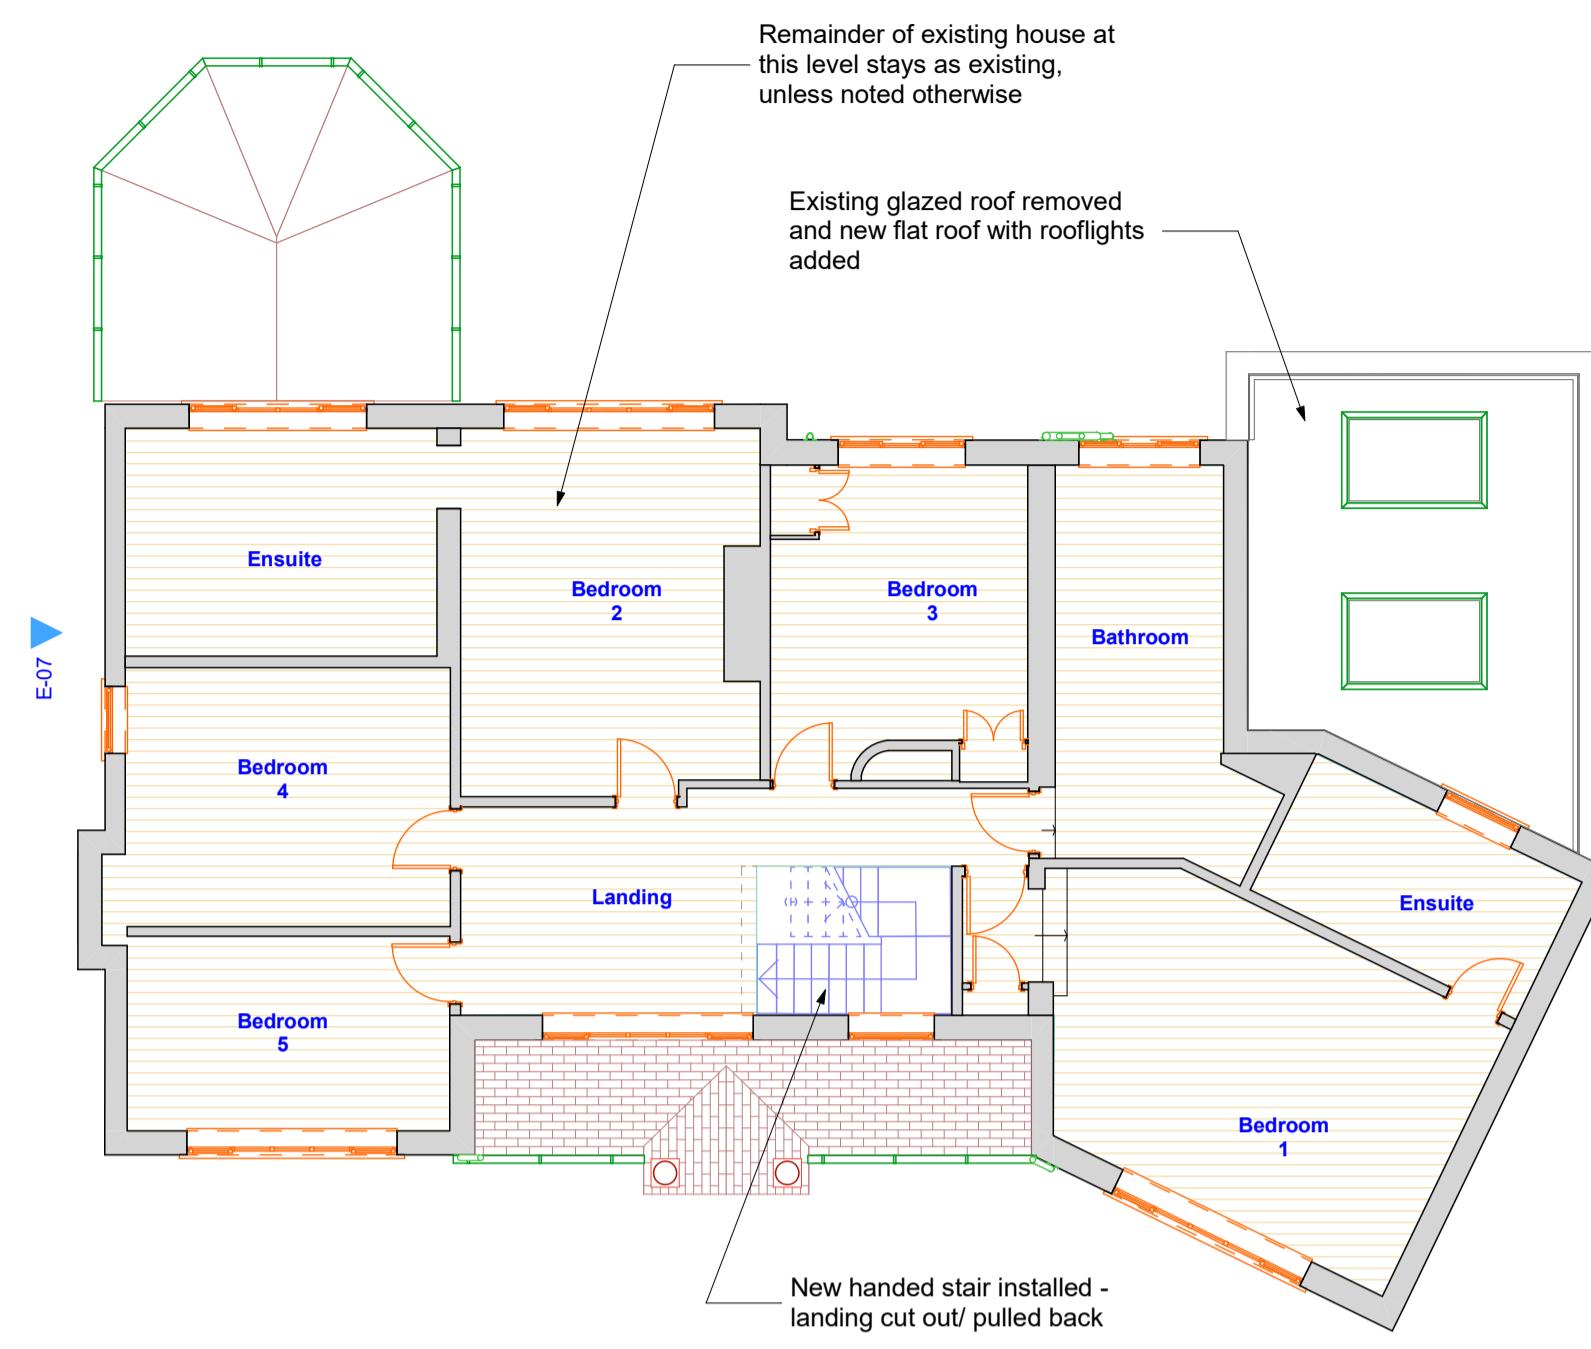 Remainder of existing house at
this level stays as existing,
unless noted otherwise
Existing glazed roof removed
and new flat roof with rooflights
added
Ensuite
Bedroom
2
Bedroom
3
Bathroom
E-07
Bedroom
4
Landing
Ensuite
Bedroom
5
Bedroom
1
New handed stair installed -
landing cut out/ pulled back